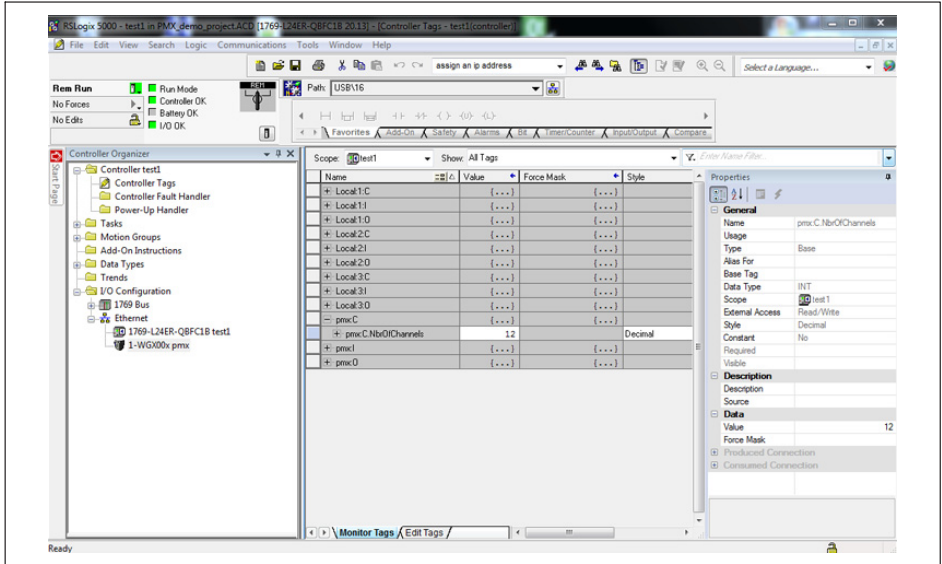 RSLogix 5000 - test1 in PMX_demo_project.ACD [1769-L24ER-QBFC1B 20.13] - [Controller Tags - test1(controller)]
File Edit View Search Logic Communications Tools Window Help
assign an ip address
Select a Language...
Rem Run
Run Mode
REM
Path: USB\16
No Forces
Controller OK
Battery OK
No Edits
I/O OK
Favorites Add-On Safety Alarms Bit Timer/Counter Input/Output Compare
Start Page
Controller Organizer
Controller test1
Controller Tags
Controller Fault Handler
Power-Up Handler
Tasks
Motion Groups
Add-On Instructions
Data Types
Trends
I/O Configuration
1769 Bus
Ethernet
1769-L24ER-QBFC1B test1
1-WGX00x pmx
Scope: test1 Show: All Tags
Enter Name Filter...
Name Value Force Mask Style
+ Local:1:C {...} {...}
+ Local:1:I {...} {...}
+ Local:1:O {...} {...}
+ Local:2:C {...} {...}
+ Local:2:I {...} {...}
+ Local:2:O {...} {...}
+ Local:3:C {...} {...}
+ Local:3:I {...} {...}
+ Local:3:O {...} {...}
- pmx:C {...} {...}
+ pmx:C.NbrOfChannels 12 Decimal
+ pmx:I {...} {...}
+ pmx:O {...} {...}
Monitor Tags Edit Tags
Properties
General
Name pmx:C.NbrOfChannels
Usage
Type Base
Alias For
Base Tag
Data Type INT
Scope test1
External Access Read/Write
Style Decimal
Constant No
Required
Visible
Description
Description
Source
Data
Value 12
Force Mask
Produced Connection
Consumed Connection
Ready